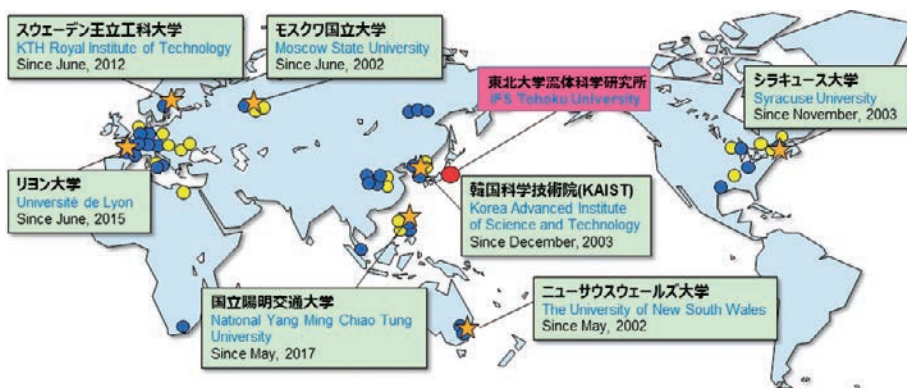 スウェーデン王立工科大学
KTH Royal Institute of Technology
Since June, 2012
モスクワ国立大学
Moscow State University
Since June, 2002
東北大学流体科学研究所
IFS Tohoku University
シラキュース大学
Syracuse University
Since November, 2003
リヨン大学
Université de Lyon
Since June, 2015
韓国科学技術院(KAIST)
Korea Advanced Institute
of Science and Technology
Since December, 2003
国立陽明交通大学
National Yang Ming Chiao Tung
University
Since May, 2017
ニューサウスウェールズ大学
The University of New South Wales
Since May, 2002